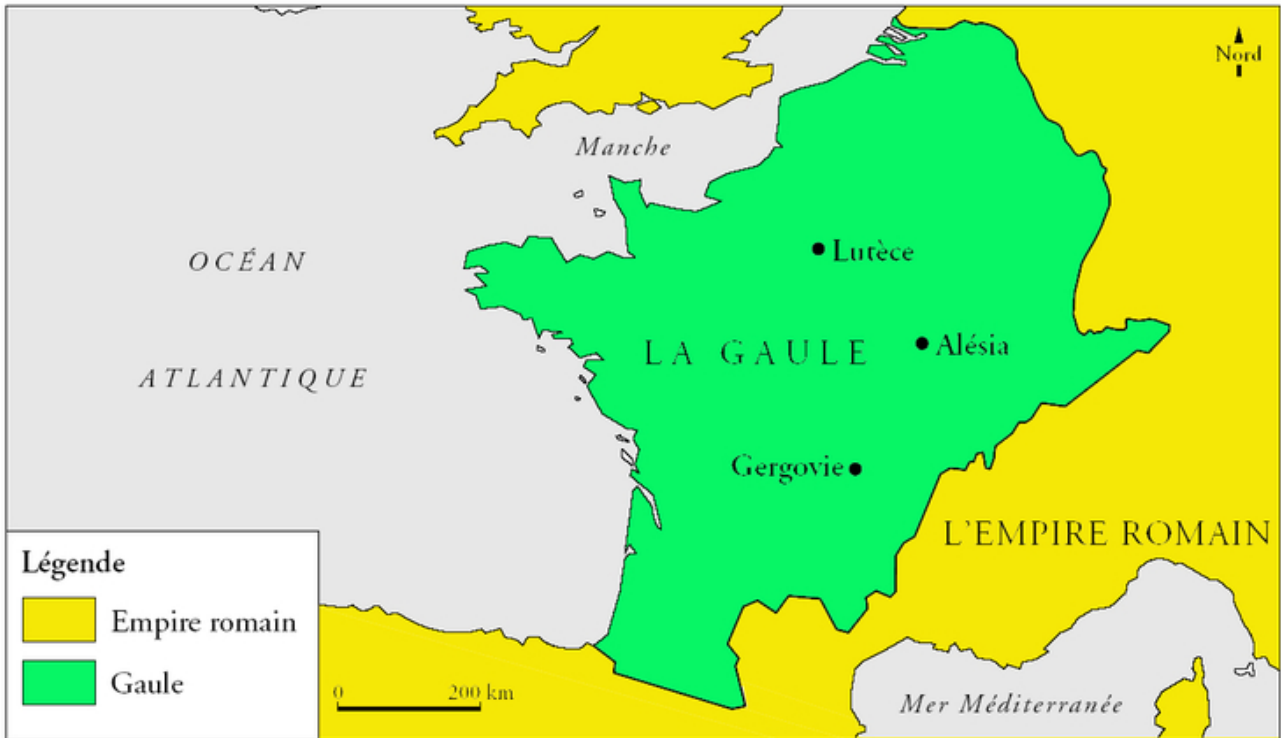 Nord
Manche
Lutèce
OCÉAN
LA GAULE
Alésia
ATLANTIQUE
Gergovie
L'EMPIRE ROMAIN
Légende
Empire romain
Gaule
0 200 km
Mer Méditerranée